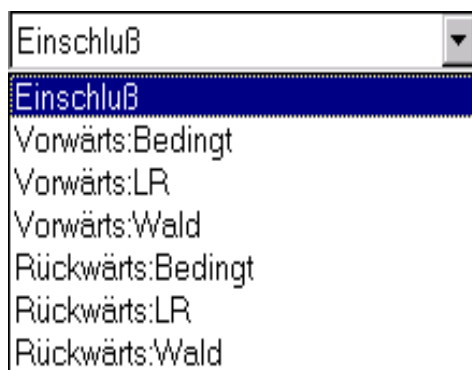 Einschluß
Einschluß
Vorwärts:Bedingt
Vorwärts:LR
Vorwärts:Wald
Rückwärts:Bedingt
Rückwärts:LR
Rückwärts:Wald